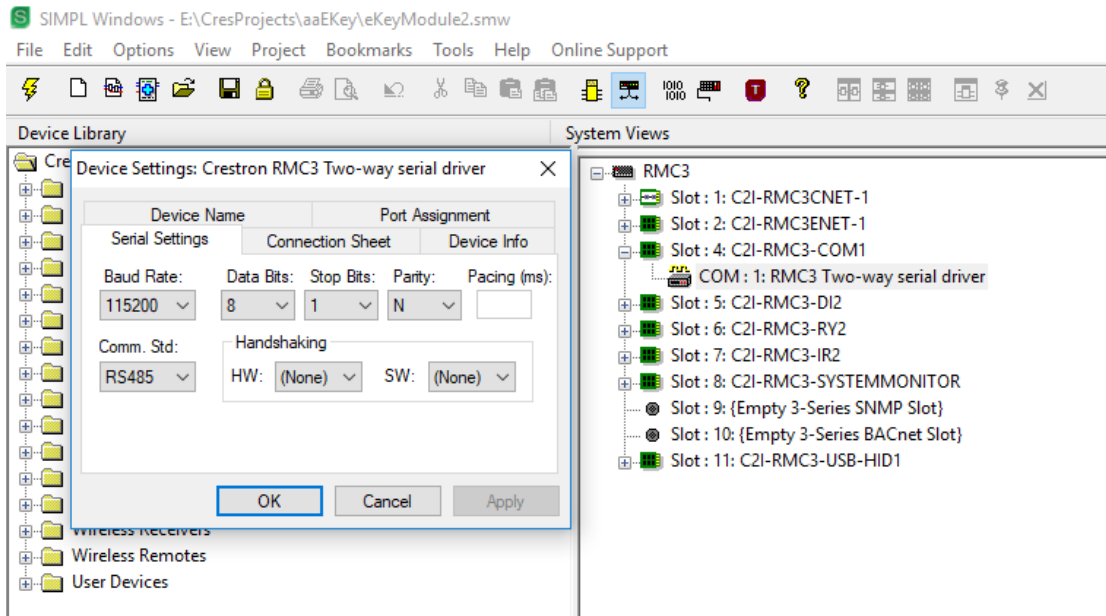 SIMPL Windows - E:\CresProjects\aaEKey\eKeyModule2.smw
File Edit Options View Project Bookmarks Tools Help Online Support
Device Library
System Views
Cre
Device Settings: Crestron RMC3 Two-way serial driver
Device Name Port Assignment
Serial Settings Connection Sheet Device Info
Baud Rate: Data Bits: Stop Bits: Parity: Pacing (ms):
115200 8 1 N
Comm. Std: Handshaking
RS485 HW: (None) SW: (None)
OK Cancel Apply
Wireless Receivers
Wireless Remotes
User Devices
RMC3
Slot : 1: C2I-RMC3CNET-1
Slot : 2: C2I-RMC3ENET-1
Slot : 4: C2I-RMC3-COM1
COM : 1: RMC3 Two-way serial driver
Slot : 5: C2I-RMC3-DI2
Slot : 6: C2I-RMC3-RY2
Slot : 7: C2I-RMC3-IR2
Slot : 8: C2I-RMC3-SYSTEMMONITOR
Slot : 9: {Empty 3-Series SNMP Slot}
Slot : 10: {Empty 3-Series BACnet Slot}
Slot : 11: C2I-RMC3-USB-HID1